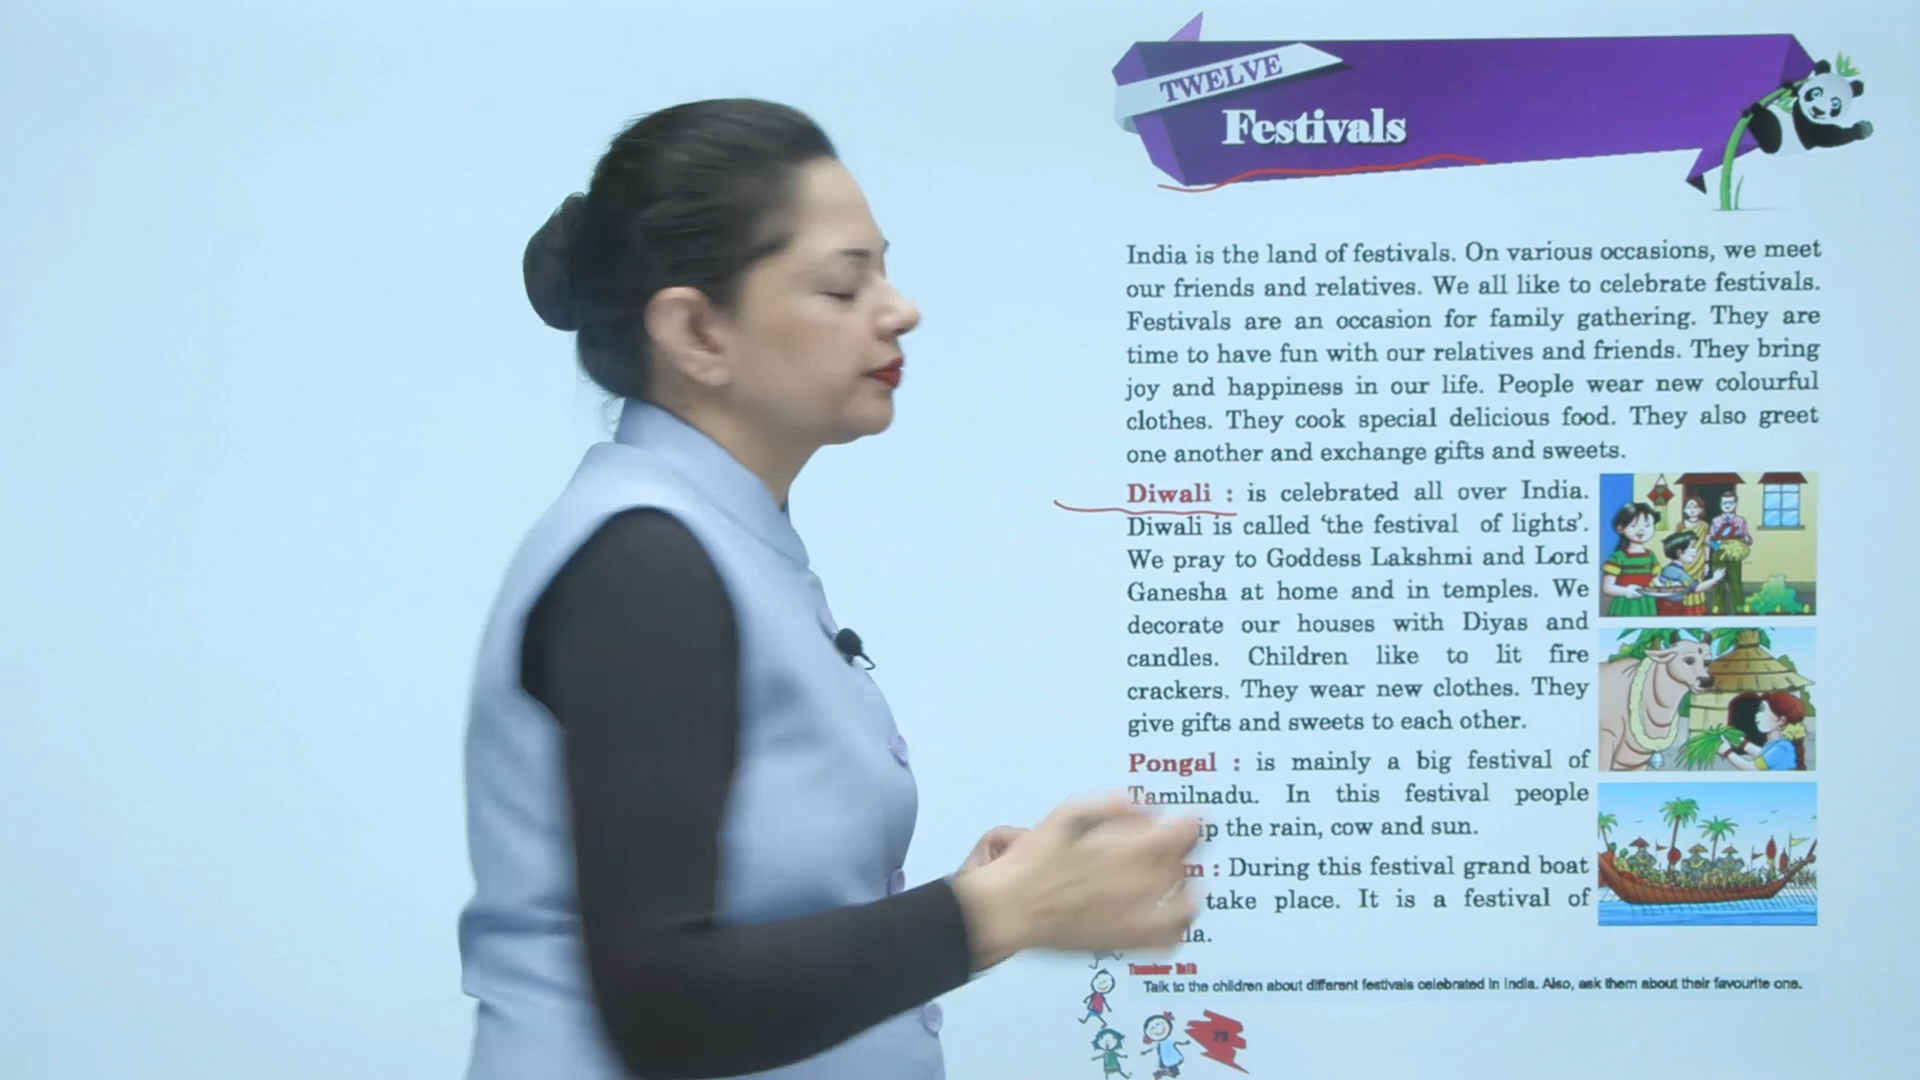 TWELVE
Festivals
India is the land of festivals. On various occasions, we meet
our friends and relatives. We all like to celebrate festivals.
Festivals are an occasion for family gathering. They are
time to have fun with our relatives and friends. They bring
joy and happiness in our life. People wear new colourful
clothes. They cook special delicious food. They also greet
one another and exchange gifts and sweets.
Diwali : is celebrated all over India.
Diwali is called 'the festival of lights'.
We pray to Goddess Lakshmi and Lord
Ganesha at home and in temples. We
decorate our houses with Diyas and
candles. Children like to lit fire
crackers. They wear new clothes. They
give gifts and sweets to each other.
Pongal : is mainly a big festival of
Tamilnadu. In this festival people
the rain, cow and sun.
: During this festival grand boat
take place. It is a festival of
Teacher Talk
Talk to the children about different festivals celebrated in India. Also, ask them about their favourite one.